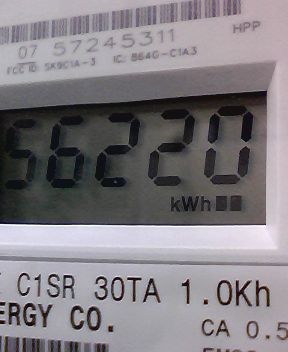 07 57245311
HPP
FCC ID: SK9C1A-3 IC: 864G-C1A3
56220
kWh
C1SR 30TA 1.0Kh
ERGY CO.
CA 0.5